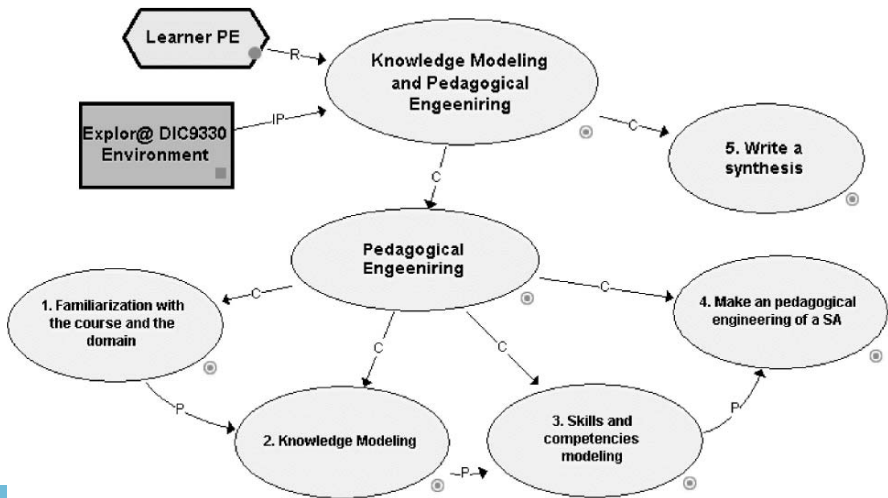 Learner PE
R
Knowledge Modeling
and Pedagogical
Engeeniring
Explor@ DIC9330
Environment
IP
C
5. Write a
synthesis
C
Pedagogical
Engeeniring
1. Familiarization with
the course and the
domain
C
C
4. Make an pedagogical
engineering of a SA
C
C
P
2. Knowledge Modeling
P
3. Skills and
competencies
modeling
P